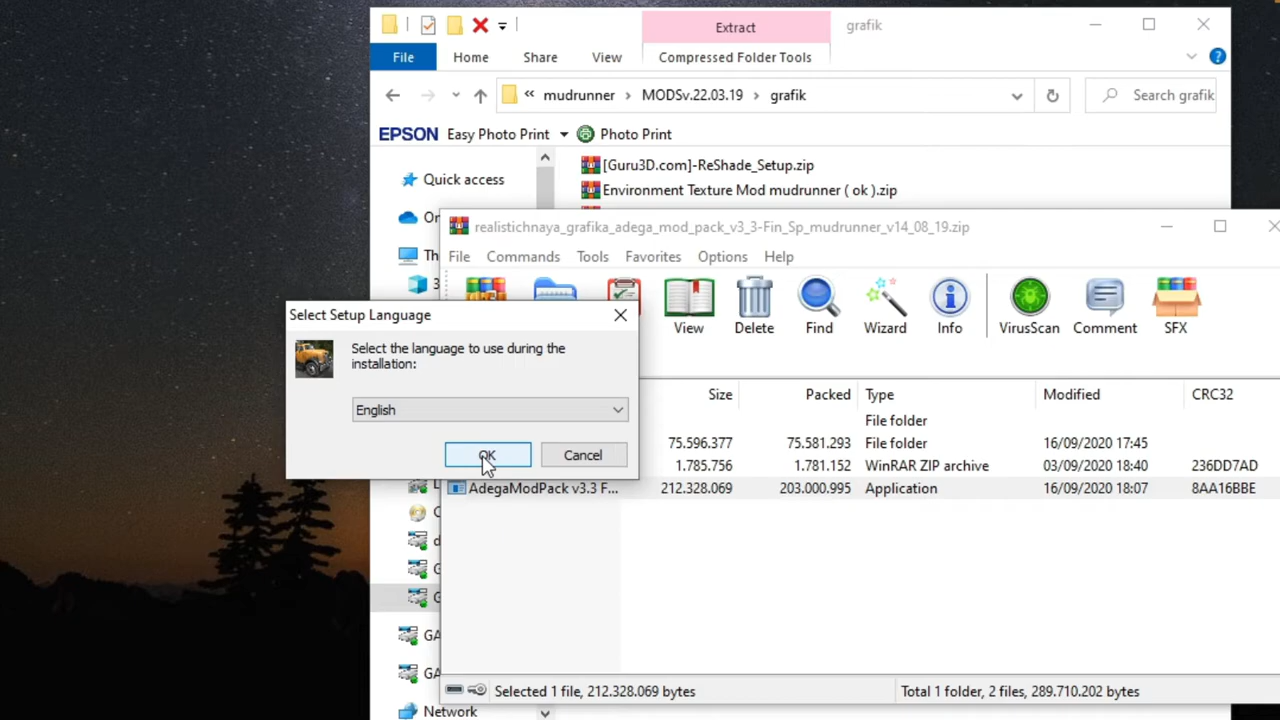 Extract
grafik
File
Home
Share
View
Compressed Folder Tools
mudrunner
MODSv.22.03.19
grafik
Search grafik
EPSON
Easy Photo Print
Photo Print
Quick access
[Guru3D.com]-ReShade_Setup.zip
Environment Texture Mod mudrunner ( ok ).zip
realistichnaya_grafika_adega_mod_pack_v3_3-Fin_Sp_mudrunner_v14_08_19.zip
File
Commands
Tools
Favorites
Options
Help
View
Delete
Find
Wizard
Info
VirusScan
Comment
SFX
Select Setup Language
Select the language to use during the
installation:
English
OK
Cancel
Size
Packed
Type
Modified
CRC32
File folder
75.596.377
75.581.293
File folder
16/09/2020 17:45
1.785.756
1.781.152
WinRAR ZIP archive
03/09/2020 18:40
236DD7AD
AdegaModPack v3.3 F...
212.328.069
203.000.995
Application
16/09/2020 18:07
8AA16BBE
Network
Selected 1 file, 212.328.069 bytes
Total 1 folder, 2 files, 289.710.202 bytes